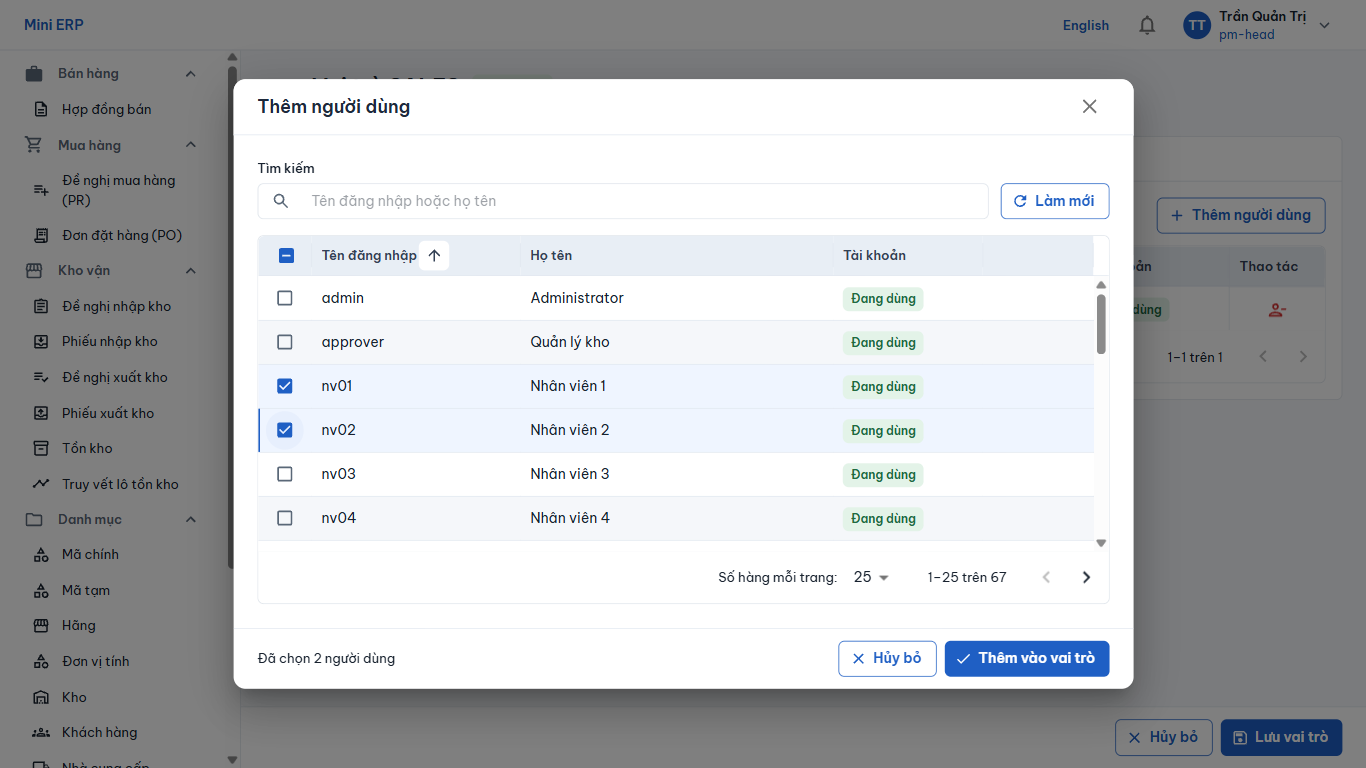 Mini ERP
English
TT
Trần Quản Trị
pm-head
Bán hàng
Hợp đồng bán
Mua hàng
Đề nghị mua hàng
(PR)
Đơn đặt hàng (PO)
Kho vận
Đề nghị nhập kho
Phiếu nhập kho
Đề nghị xuất kho
Phiếu xuất kho
Tồn kho
Truy vết lô tồn kho
Danh mục
Mã chính
Mã tạm
Hãng
Đơn vị tính
Kho
Khách hàng
Thêm người dùng
Tìm kiếm
Tên đăng nhập hoặc họ tên
Làm mới
Tên đăng nhập Họ tên Tài khoản
admin Administrator Đang dùng
approver Quản lý kho Đang dùng
nv01 Nhân viên 1 Đang dùng
nv02 Nhân viên 2 Đang dùng
nv03 Nhân viên 3 Đang dùng
nv04 Nhân viên 4 Đang dùng
Số hàng mỗi trang: 25 1–25 trên 67
Đã chọn 2 người dùng
Hủy bỏ
Thêm vào vai trò
Thêm người dùng
Thao tác
dùng
1–1 trên 1
Hủy bỏ
Lưu vai trò